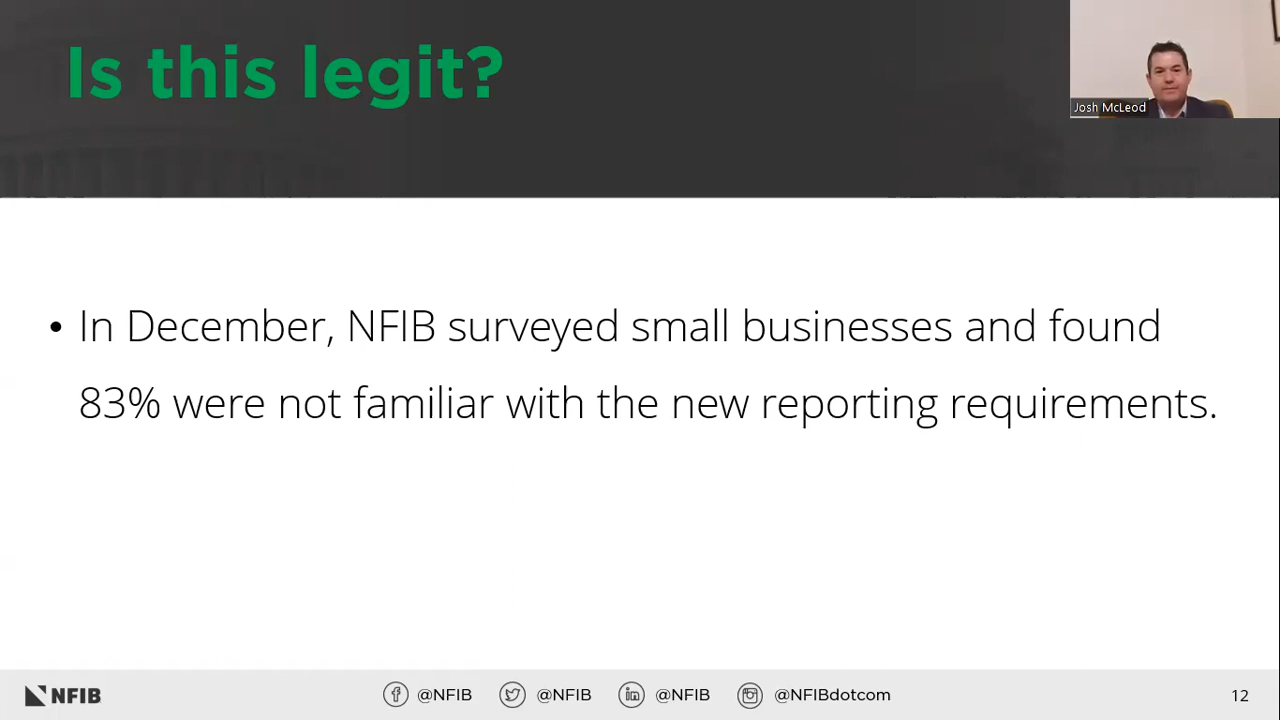 Is this legit?
Josh McLeod
• In December, NFIB surveyed small businesses and found
83% were not familiar with the new reporting requirements.
NFIB
@NFIB
@NFIB
@NFIB
@NFIBdotcom
12